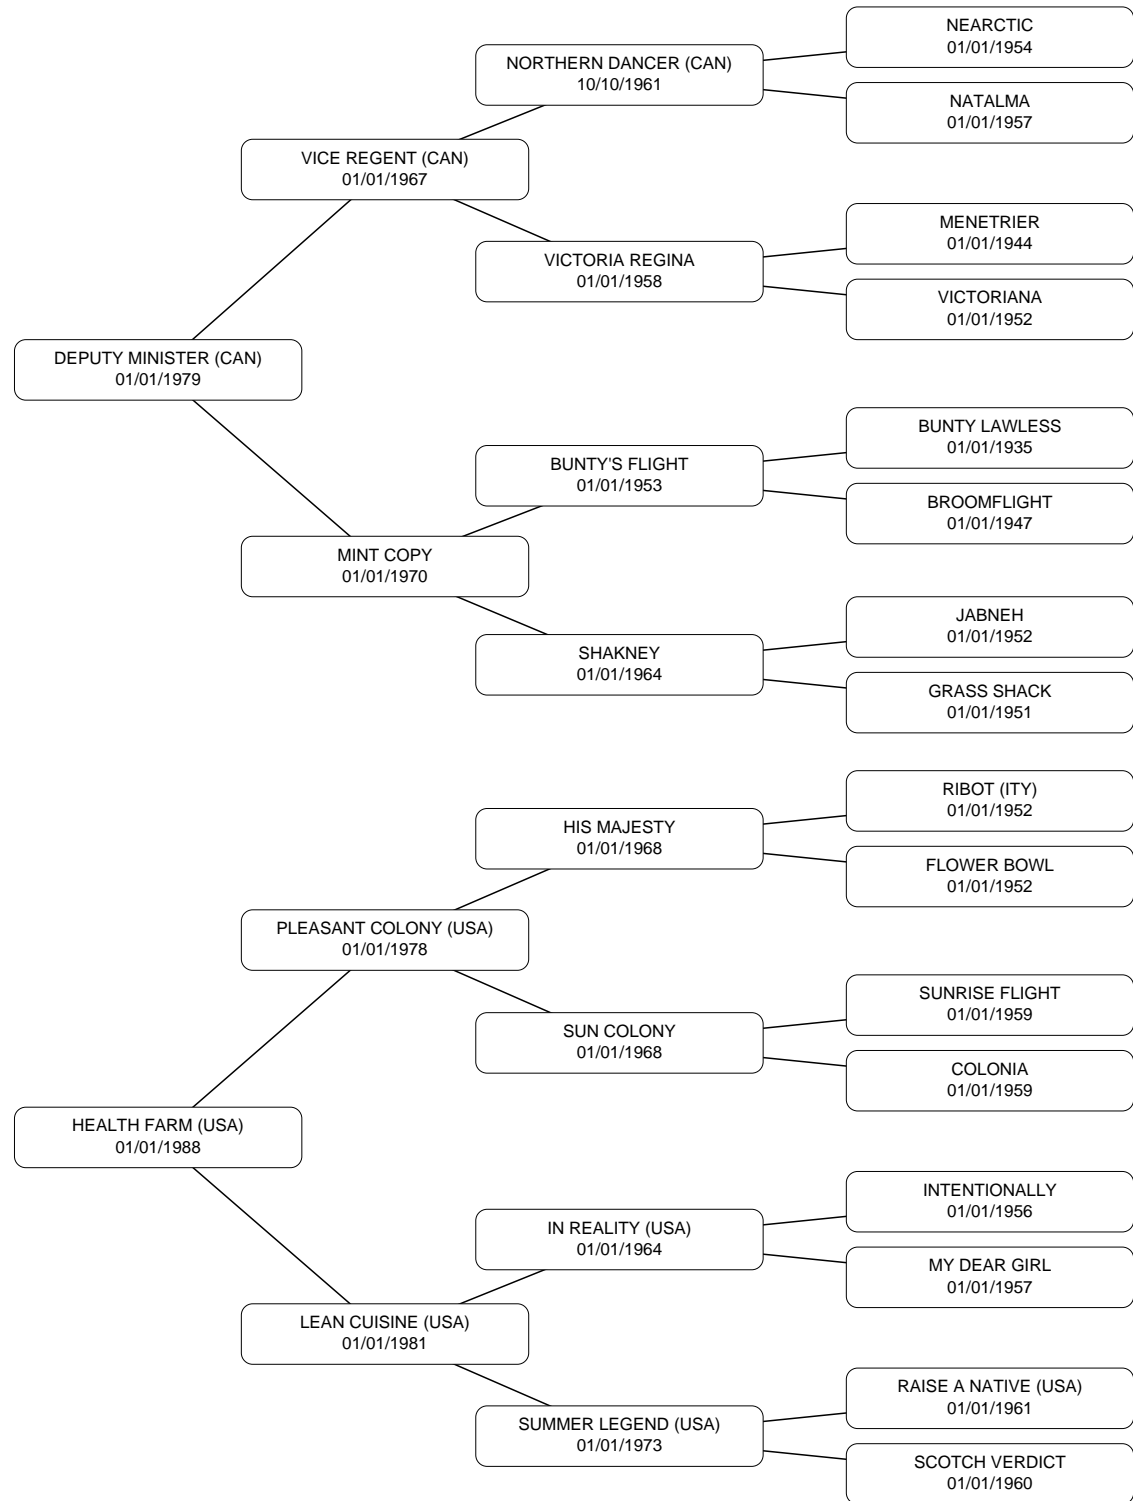 NEARCTIC
01/01/1954
NORTHERN DANCER (CAN)
10/10/1961
NATALMA
01/01/1957
VICE REGENT (CAN)
01/01/1967
MENETRIER
01/01/1944
VICTORIA REGINA
01/01/1958
VICTORIANA
01/01/1952
DEPUTY MINISTER (CAN)
01/01/1979
BUNTY LAWLESS
01/01/1935
BUNTY'S FLIGHT
01/01/1953
BROOMFLIGHT
01/01/1947
MINT COPY
01/01/1970
JABNEH
01/01/1952
SHAKNEY
01/01/1964
GRASS SHACK
01/01/1951
RIBOT (ITY)
01/01/1952
HIS MAJESTY
01/01/1968
FLOWER BOWL
01/01/1952
PLEASANT COLONY (USA)
01/01/1978
SUNRISE FLIGHT
01/01/1959
SUN COLONY
01/01/1968
COLONIA
01/01/1959
HEALTH FARM (USA)
01/01/1988
INTENTIONALLY
01/01/1956
IN REALITY (USA)
01/01/1964
MY DEAR GIRL
01/01/1957
LEAN CUISINE (USA)
01/01/1981
RAISE A NATIVE (USA)
01/01/1961
SUMMER LEGEND (USA)
01/01/1973
SCOTCH VERDICT
01/01/1960